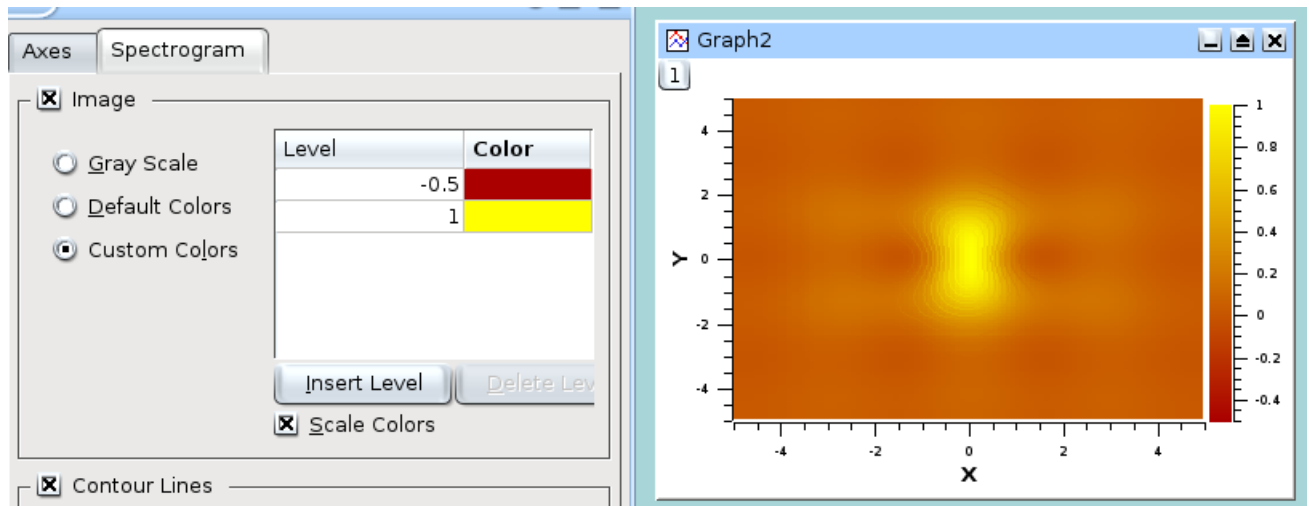 Axes Spectrogram
Image
Gray Scale
Default Colors
Custom Colors
Level Color
-0.5
1
Insert Level Delete Lev
Scale Colors
Contour Lines
Graph2
1
Y
4
2
0
-2
-4
-4 -2 0 2 4
X
1
0.8
0.6
0.4
0.2
0
-0.2
-0.4